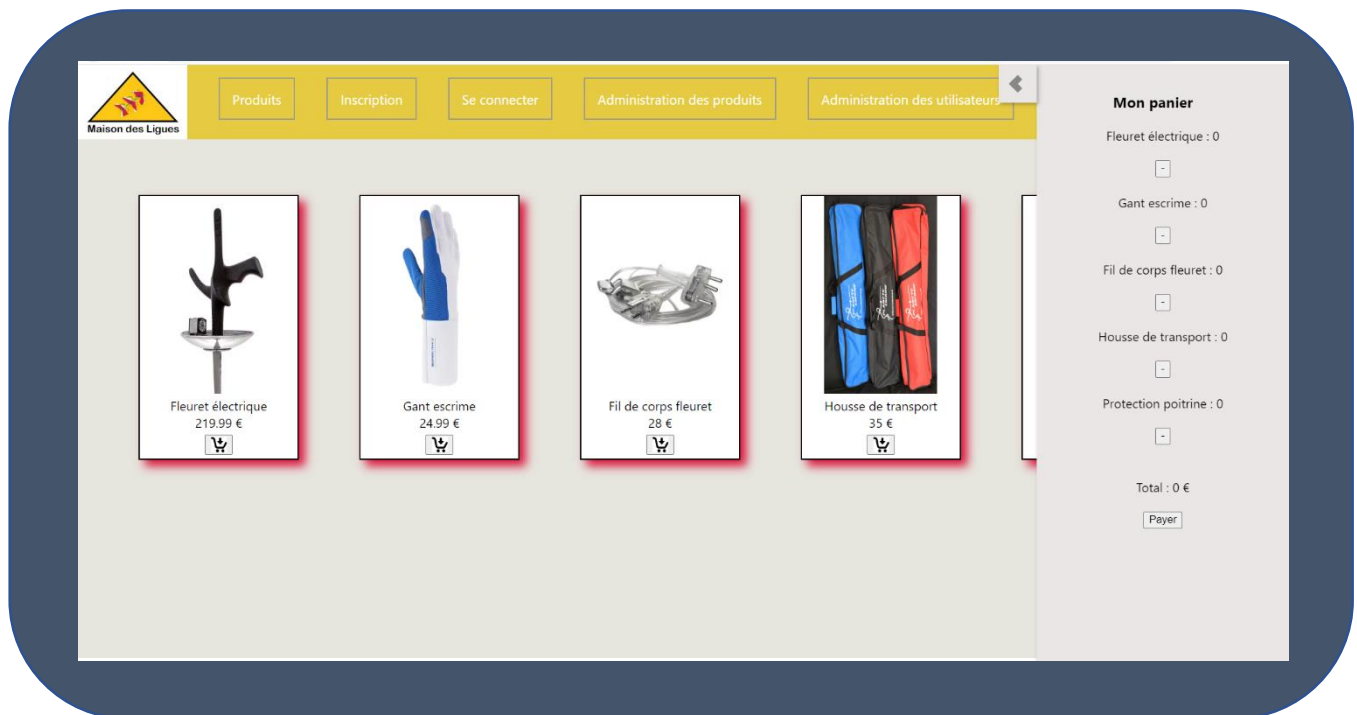 Maison des Ligues
Produits
Inscription
Se connecter
Administration des produits
Administration des utilisateurs
Fleuret électrique
219.99 €
Gant escrime
24.99 €
Fil de corps fleuret
28 €
Housse de transport
35 €
Mon panier
Fleuret électrique : 0
-
Gant escrime : 0
-
Fil de corps fleuret : 0
-
Housse de transport : 0
-
Protection poitrine : 0
-
Total : 0 €
Payer